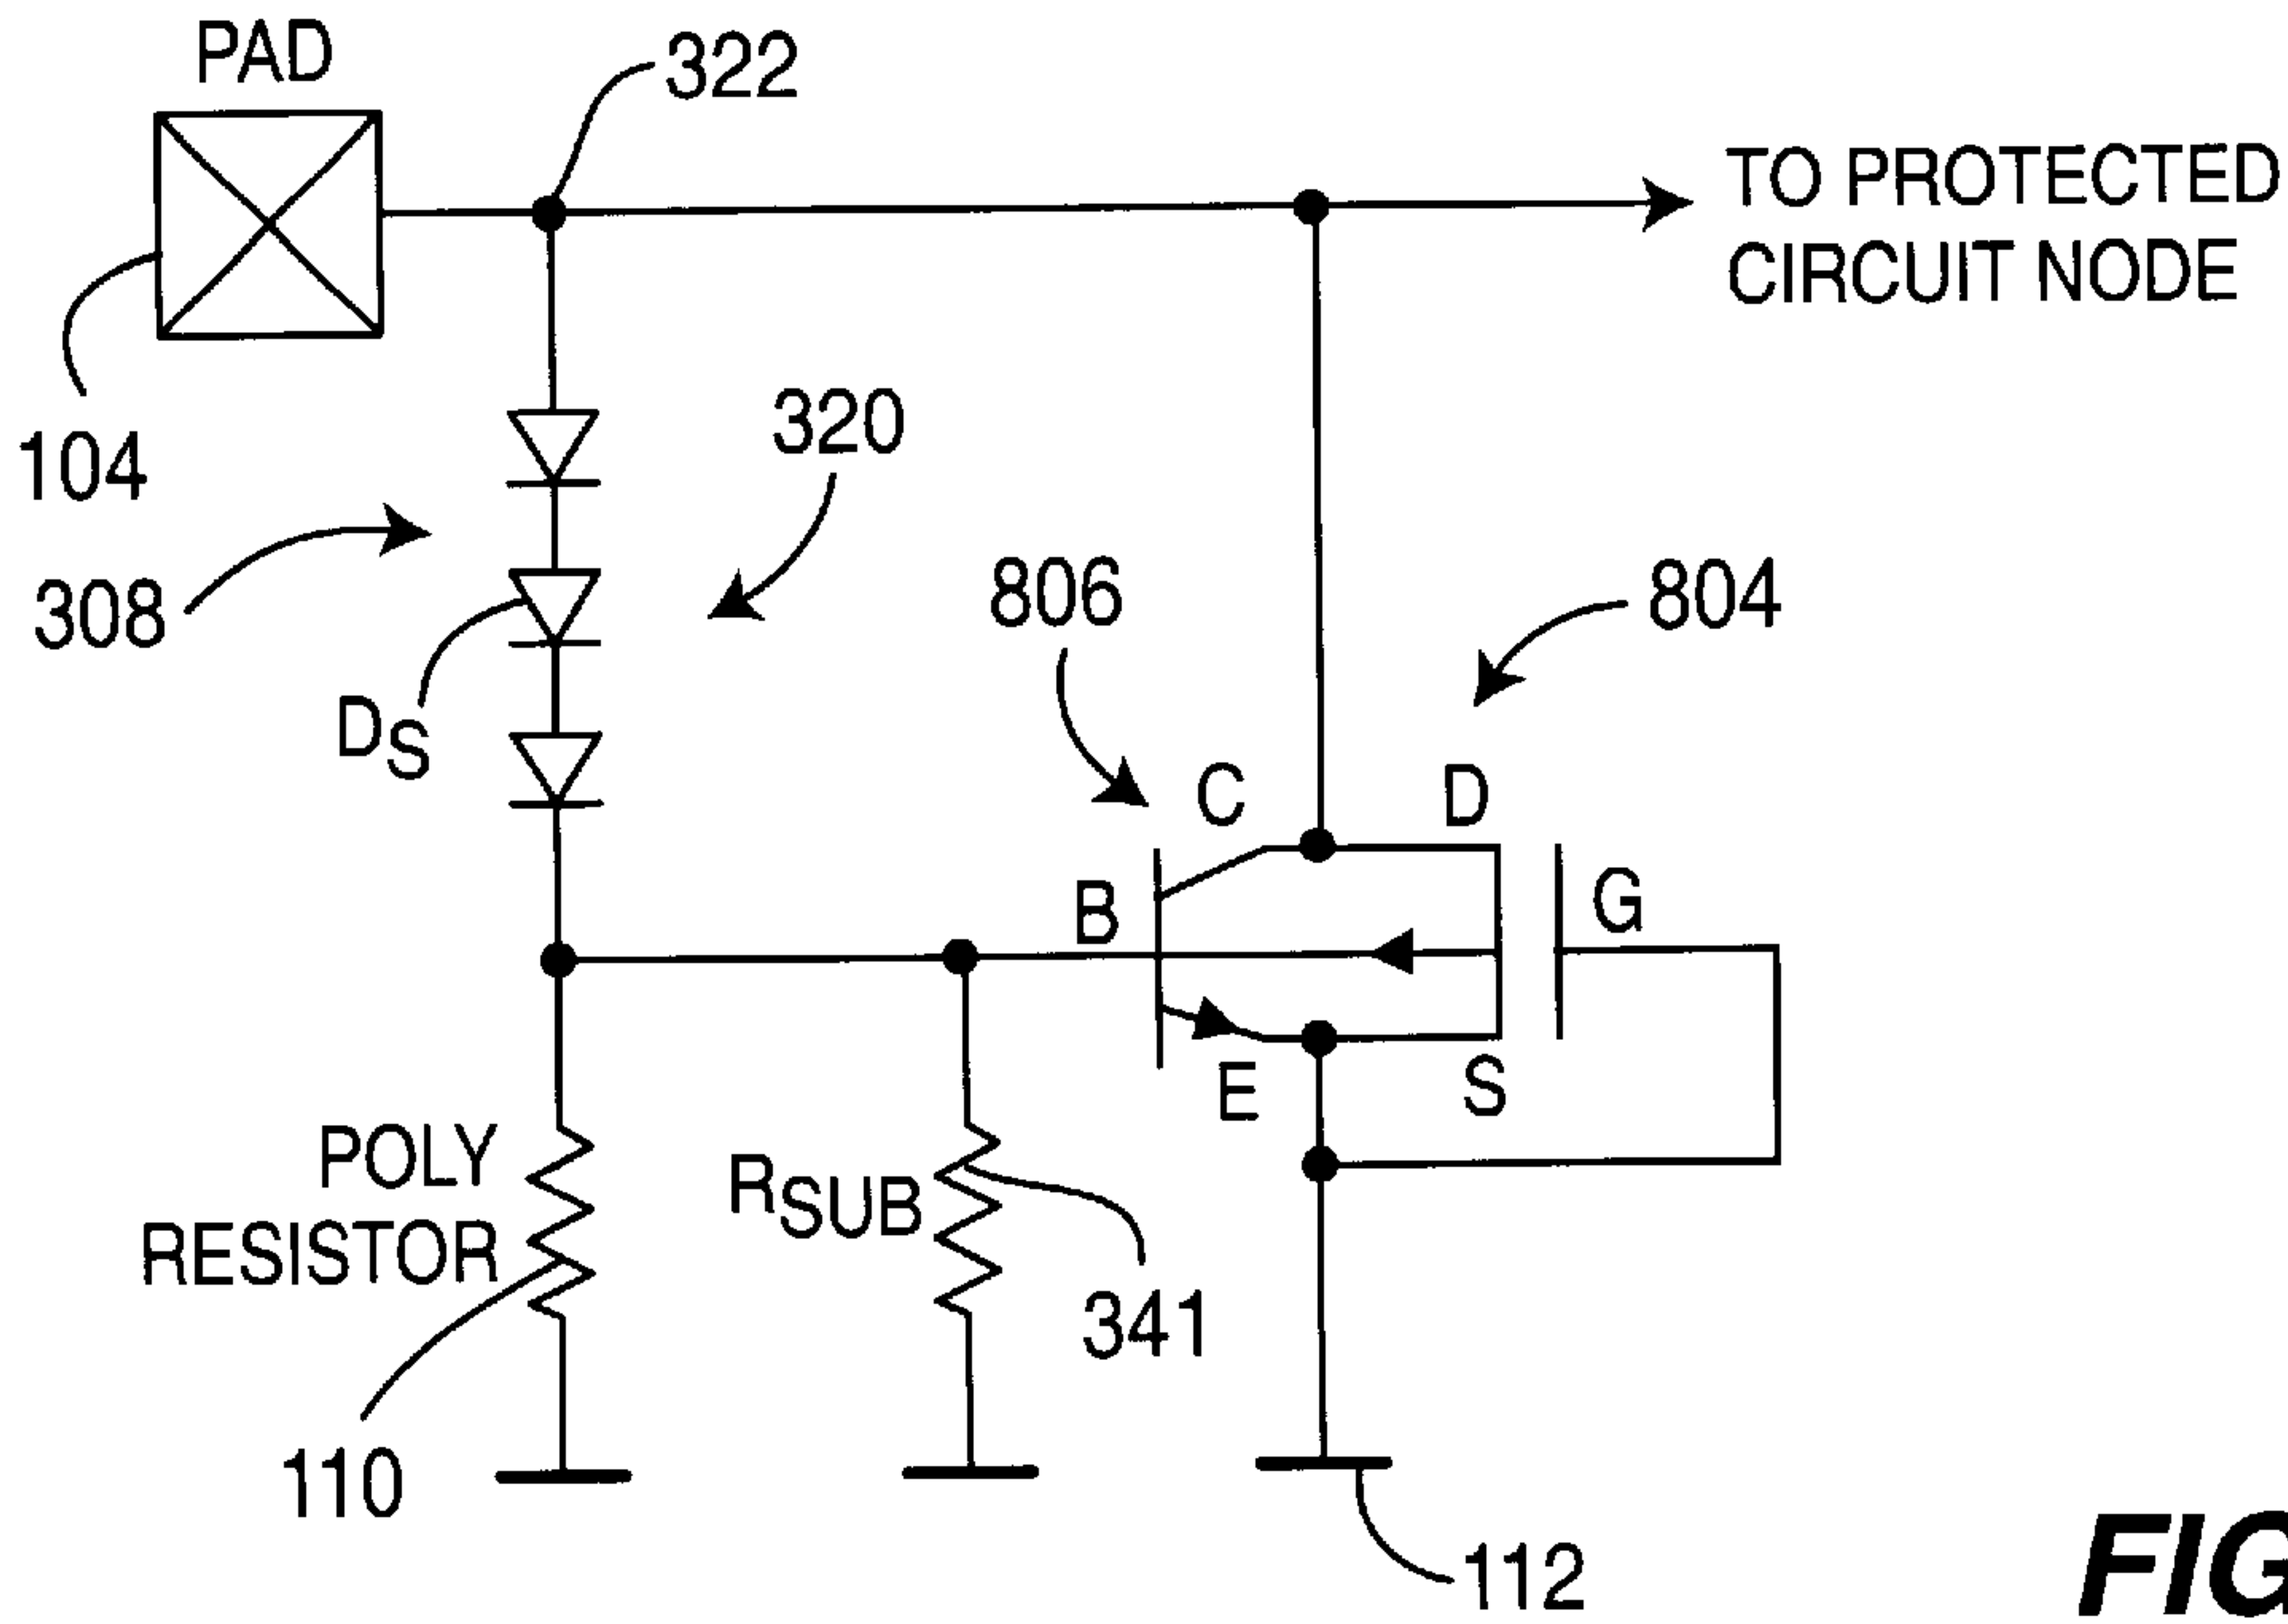 PAD
322
TO PROTECTED
CIRCUIT NODE
104
320
308
806
804
DS
C
D
B
G
E
S
POLY
RESISTOR
RSUB
341
110
112
FIG